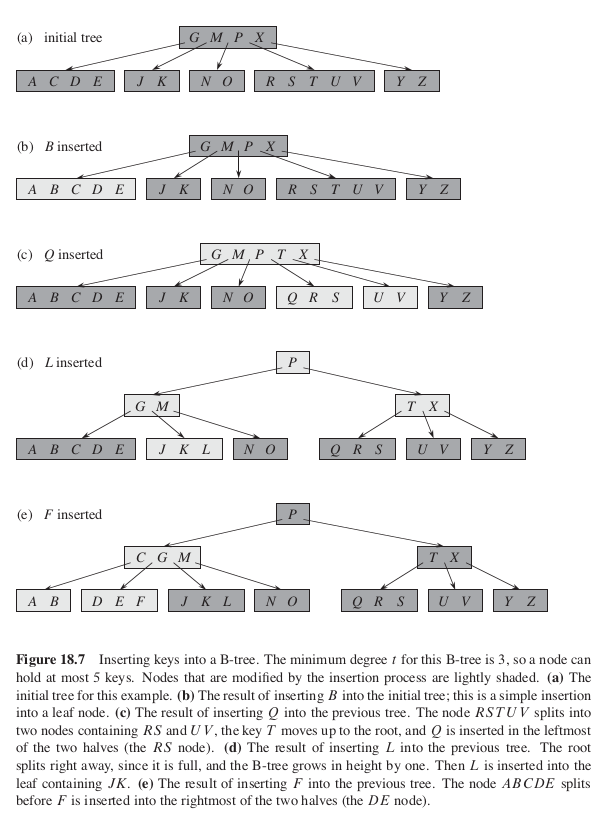 (a) initial tree
G M P X
A C D E J K N O R S T U V Y Z
(b) B inserted
G M P X
A B C D E J K N O R S T U V Y Z
(c) Q inserted
G M P T X
A B C D E J K N O Q R S U V Y Z
(d) L inserted
P
G M T X
A B C D E J K L N O Q R S U V Y Z
(e) F inserted
P
C G M T X
A B D E F J K L N O Q R S U V Y Z
Figure 18.7 Inserting keys into a B-tree. The minimum degree t for this B-tree is 3, so a node can
hold at most 5 keys. Nodes that are modified by the insertion process are lightly shaded. (a) The
initial tree for this example. (b) The result of inserting B into the initial tree; this is a simple insertion
into a leaf node. (c) The result of inserting Q into the previous tree. The node RSTUV splits into
two nodes containing RS and UV, the key T moves up to the root, and Q is inserted in the leftmost
of the two halves (the RS node). (d) The result of inserting L into the previous tree. The root
splits right away, since it is full, and the B-tree grows in height by one. Then L is inserted into the
leaf containing JK. (e) The result of inserting F into the previous tree. The node ABCDE splits
before F is inserted into the rightmost of the two halves (the DE node).